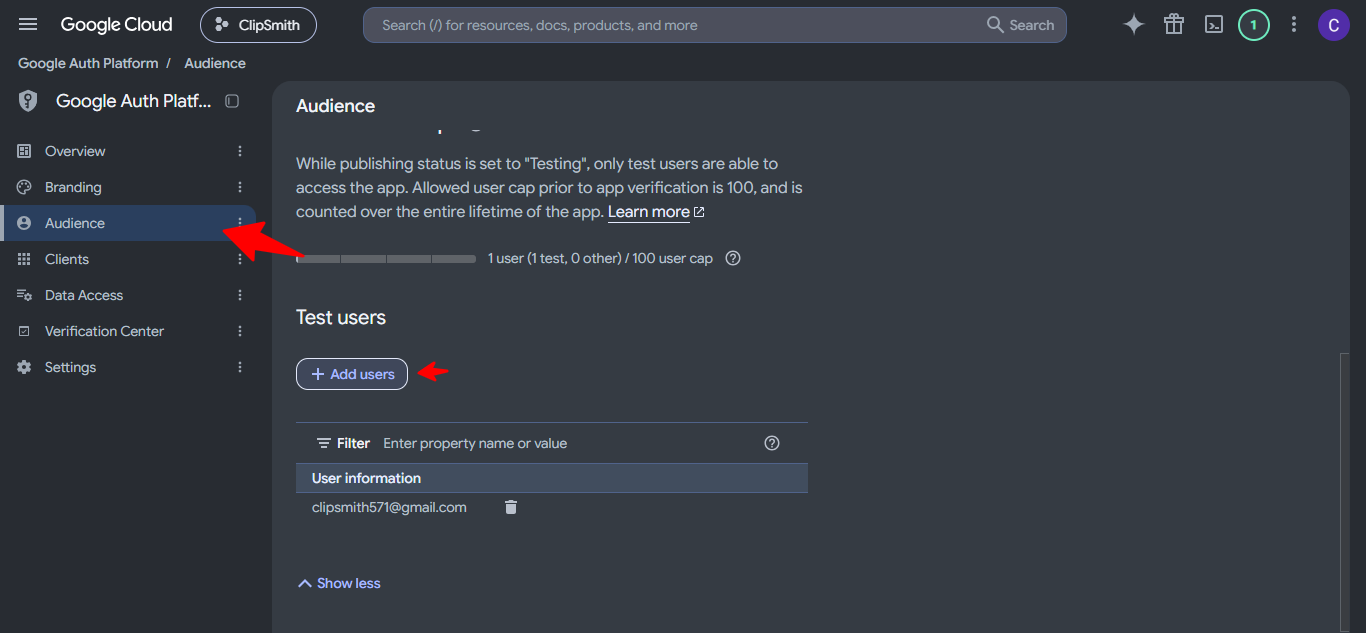 Google Cloud
ClipSmith
Search (/) for resources, docs, products, and more
Search
1
C
Google Auth Platform / Audience
Google Auth Platf...
Overview
Branding
Audience
Clients
Data Access
Verification Center
Settings
Audience
While publishing status is set to "Testing", only test users are able to
access the app. Allowed user cap prior to app verification is 100, and is
counted over the entire lifetime of the app. Learn more
1 user (1 test, 0 other) / 100 user cap
Test users
+ Add users
Filter Enter property name or value
User information
clipsmith571@gmail.com
Show less